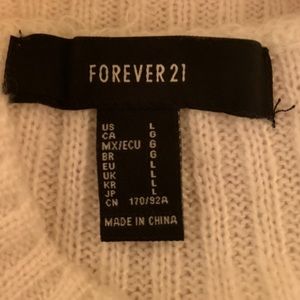 FOREVER 21
US L
CA G
MX/ECU G
BR G
EU L
UK L
KR L
JP L
CN 170/92A
MADE IN CHINA